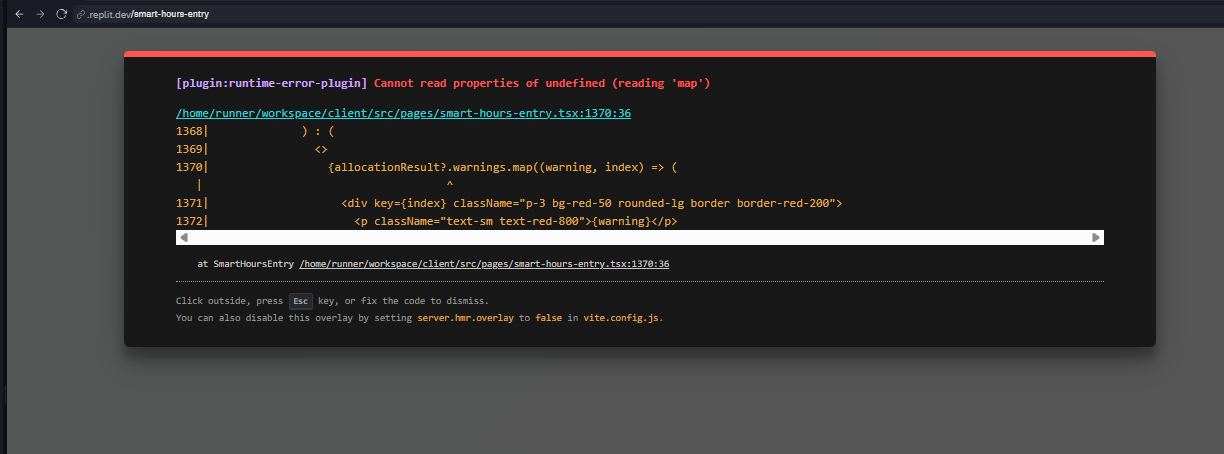 .replit.dev/smart-hours-entry
[plugin:runtime-error-plugin] Cannot read properties of undefined (reading 'map')
/home/runner/workspace/client/src/pages/smart-hours-entry.tsx:1370:36
1368|               ) : (
1369|                 <>
1370|                   {allocationResult?.warnings.map((warning, index) => (
    |                                     ^
1371|                     <div key={index} className="p-3 bg-red-50 rounded-lg border border-red-200">
1372|                       <p className="text-sm text-red-800">{warning}</p>
at SmartHoursEntry /home/runner/workspace/client/src/pages/smart-hours-entry.tsx:1370:36
Click outside, press Esc key, or fix the code to dismiss.
You can also disable this overlay by setting server.hmr.overlay to false in vite.config.js.